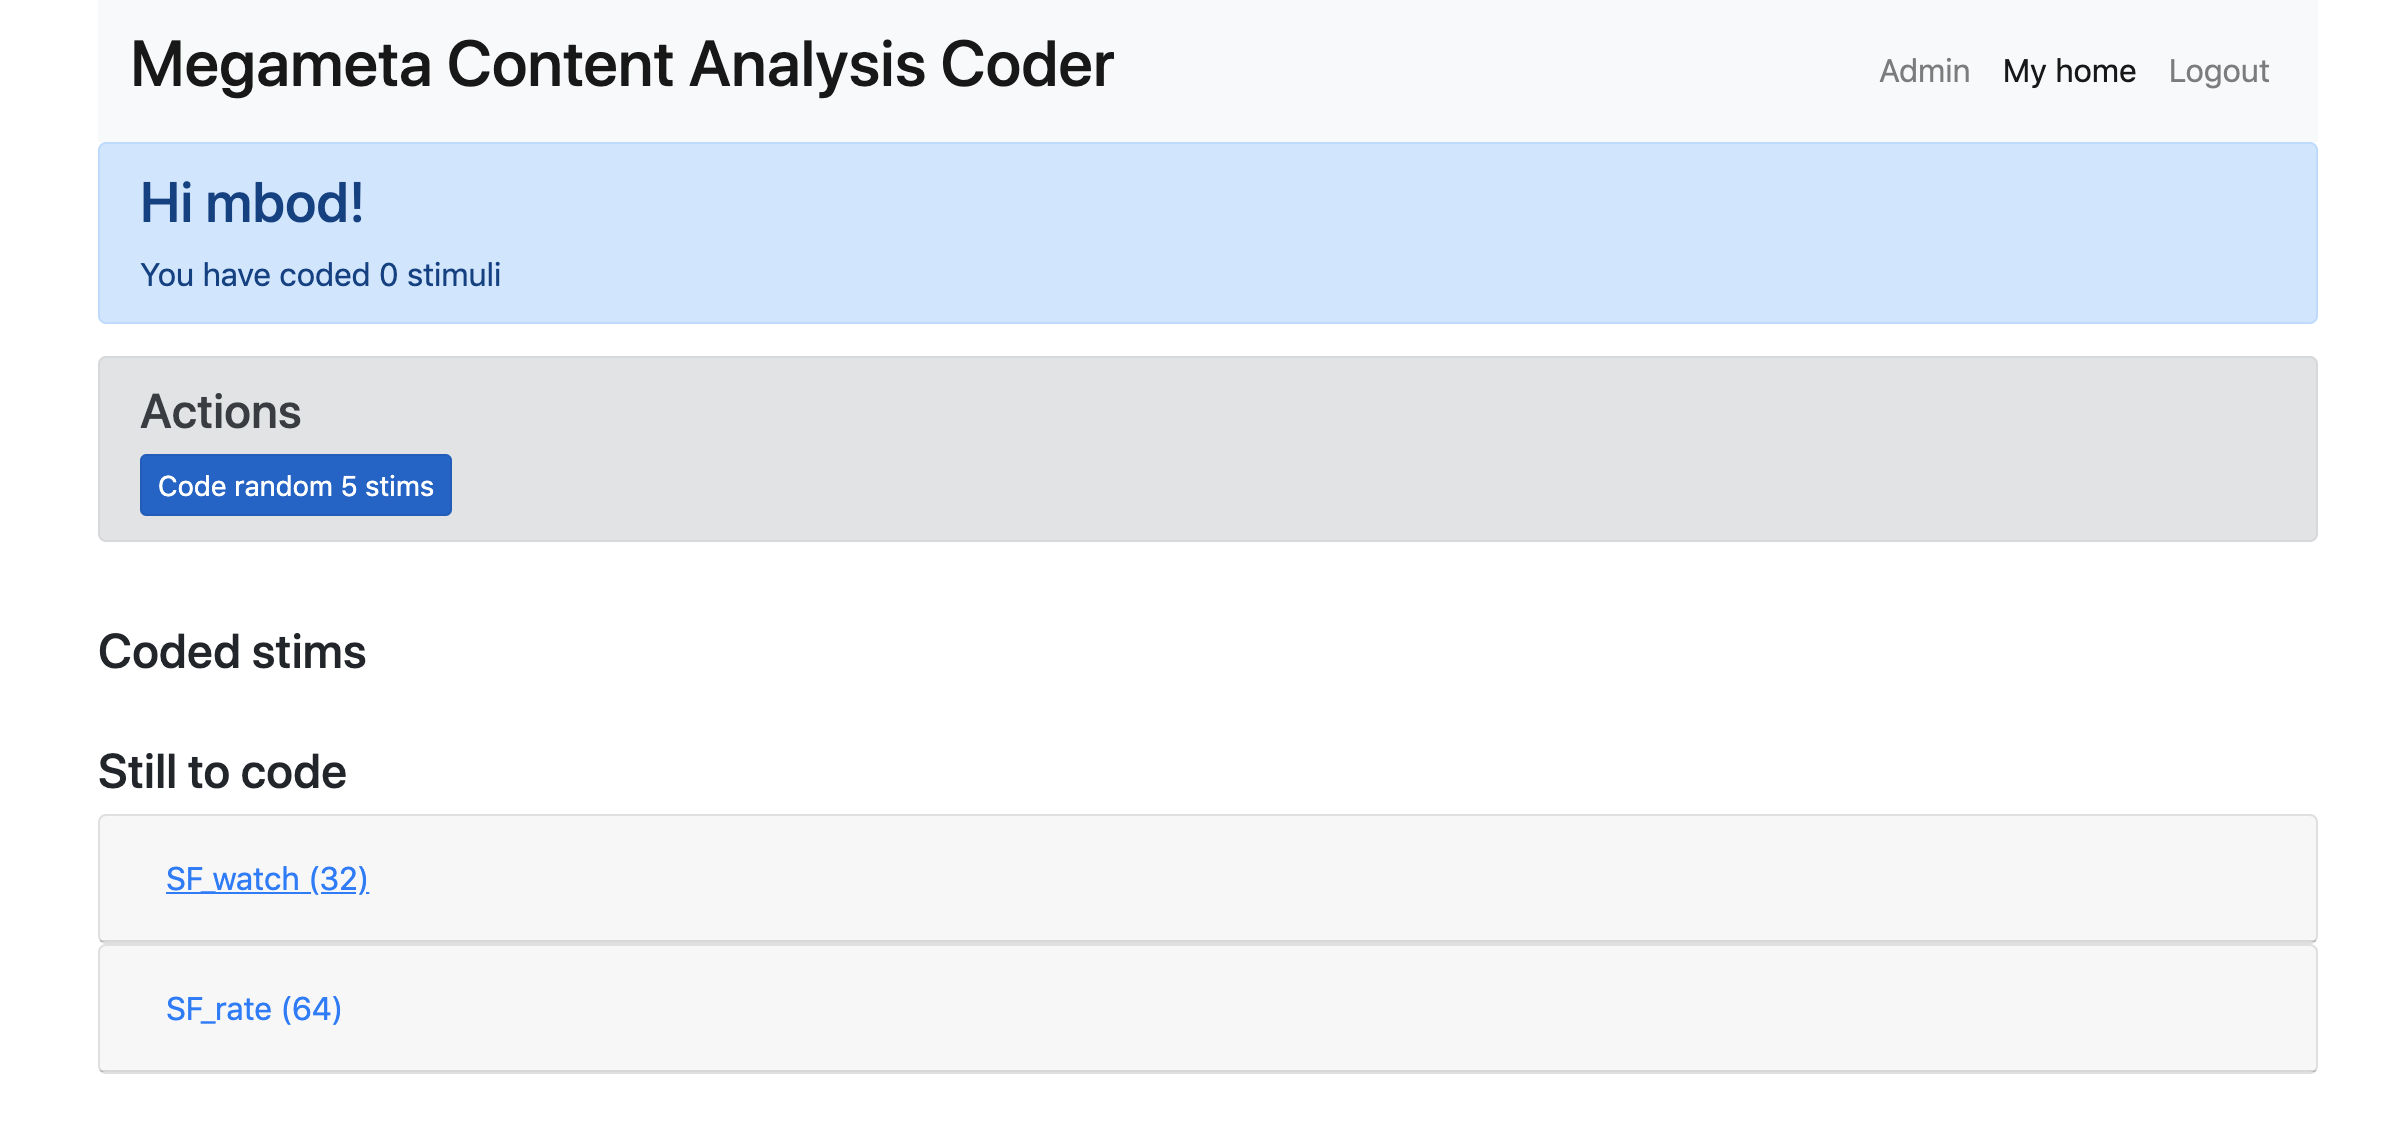 Megameta Content Analysis Coder
Admin My home Logout
Hi mbod!
You have coded 0 stimuli
Actions
Code random 5 stims
Coded stims
Still to code
SF_watch (32)
SF_rate (64)